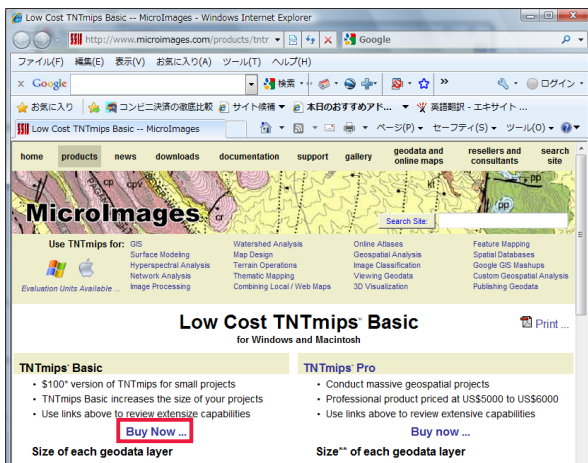 Low Cost TNTmips Basic -- MicroImages - Windows Internet Explorer
http://www.microimages.com/products/tntr
Google
ファイル(F) 編集(E) 表示(V) お気に入り(A) ツール(T) ヘルプ(H)
x Google 検索 » ログイン
お気に入り コンビニ決済の徹底比較 サイト候補 本日のおすすめアド... 英語翻訳 - エキサイト ...
Low Cost TNTmips Basic -- MicroImages ページ(P) セーフティ(S) ツール(O)
home products news downloads documentation support gallery geodata and online maps resellers and consultants search site
MicroImages
cp cpv cr kf pp pp
Search Site:
Use TNTmips for: GIS Watershed Analysis Online Atlases Feature Mapping
Surface Modeling Map Design Geospatial Analysis Spatial Databases
Hyperspectral Analysis Terrain Operations Image Classification Google GIS Mashups
Network Analysis Thematic Mapping Viewing Geodata Custom Geospatial Analysis
Evaluation Units Available ... Image Processing Combining Local / Web Maps 3D Visualization Publishing Geodata
Low Cost TNTmips® Basic
Print ...
for Windows and Macintosh
TNTmips® Basic
• $100* version of TNTmips for small projects
• TNTmips Basic increases the size of your projects
• Use links above to review extensive capabilities
Buy Now ...
Size of each geodata layer
TNTmips® Pro
• Conduct massive geospatial projects
• Professional product priced at US$5000 to US$6000
• Use links above to review extensive capabilities
Buy now ...
Size** of each geodata layer